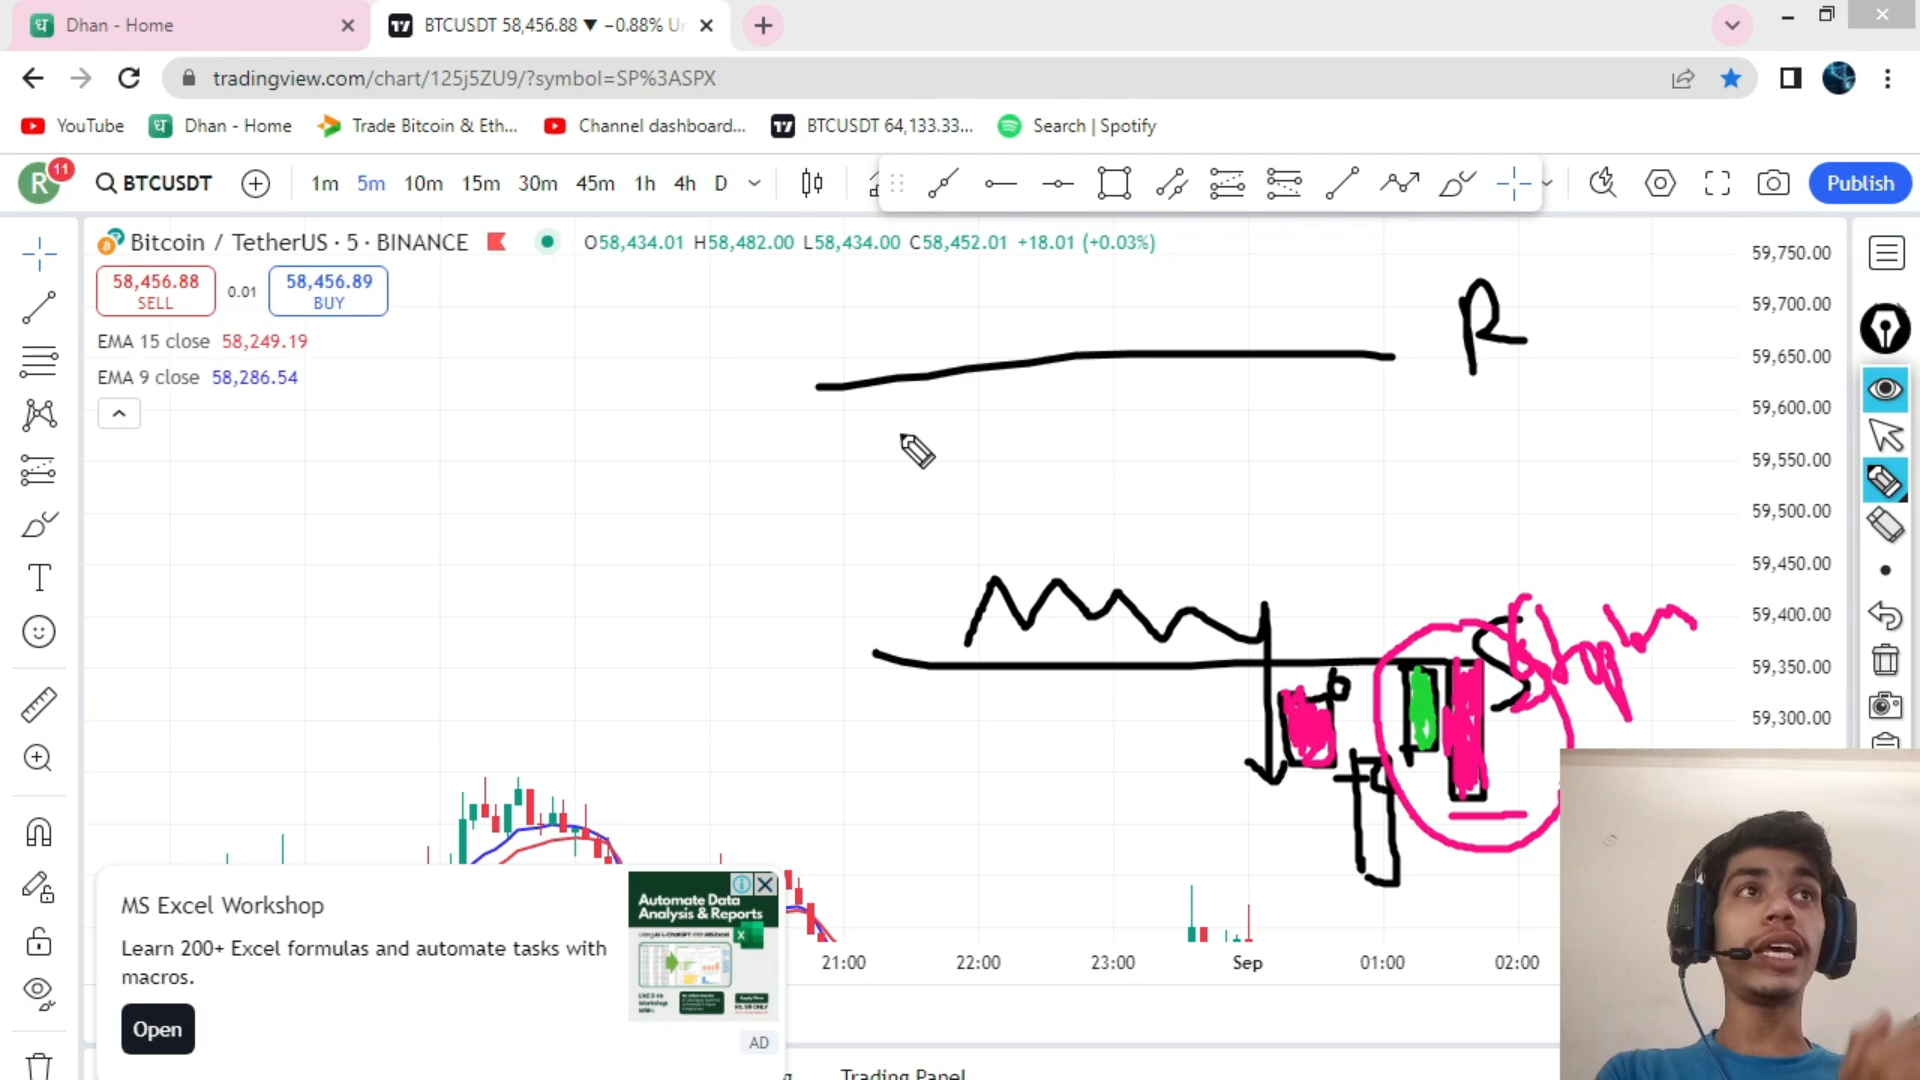 Dhan - Home
BTCUSDT 58,456.88 ▼ −0.88% Ur
tradingview.com/chart/125j5ZU9/?symbol=SP%3ASPX
YouTube
Dhan - Home
Trade Bitcoin & Eth...
Channel dashboard...
BTCUSDT 64,133.33...
Search | Spotify
R 11
BTCUSDT
1m 5m 10m 15m 30m 45m 1h 4h D
Publish
Bitcoin / TetherUS · 5 · BINANCE
O58,434.01 H58,482.00 L58,434.00 C58,452.01 +18.01 (+0.03%)
58,456.88
SELL
0.01
58,456.89
BUY
EMA 15 close 58,249.19
EMA 9 close 58,286.54
R
S
59,750.00
59,700.00
59,650.00
59,600.00
59,550.00
59,500.00
59,450.00
59,400.00
59,350.00
59,300.00
MS Excel Workshop
Learn 200+ Excel formulas and automate tasks with
macros.
Open
Automate Data
Analysis & Reports
AD
21:00 22:00 23:00 Sep 01:00 02:00
Trading Panel